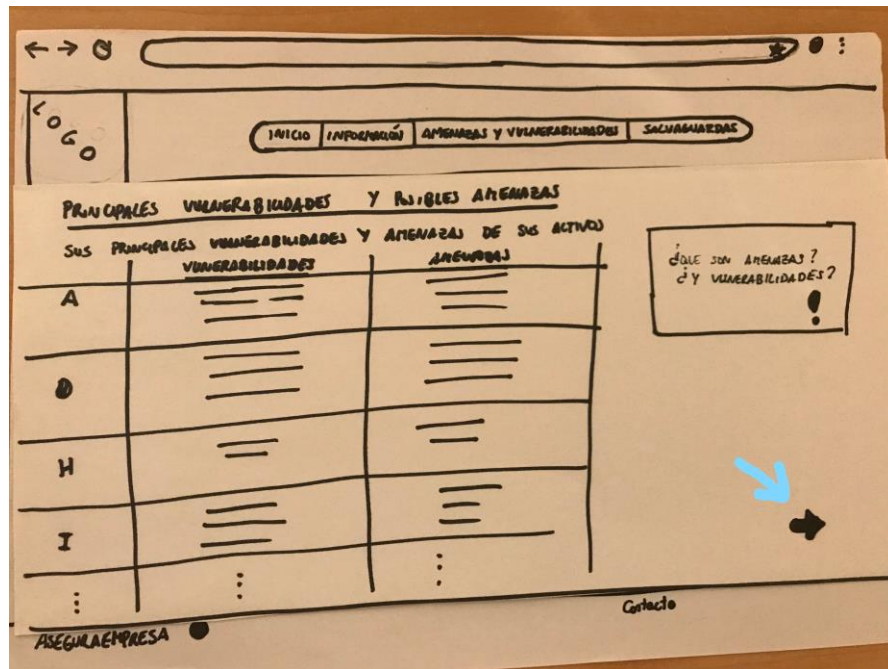 LOGO
INICIO INFORMACIÓN AMENAZAS Y VULNERABILIDADES SALVAGUARDAS
PRINCIPALES VULNERABILIDADES Y POSIBLES AMENAZAS
SUS PRINCIPALES VULNERABILIDADES Y AMENAZAS DE SUS ACTIVOS
VULNERABILIDADES AMENAZAS
¿QUE SON AMENAZAS?
¿Y VULNERABILIDADES?
!
A
D
H
I
Contacto
ASEGURAEMPRESA